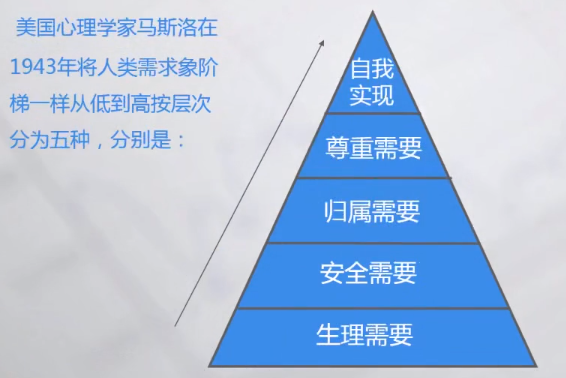 美国心理学家马斯洛在
1943年将人类需求象阶
梯一样从低到高按层次
分为五种，分别是：
自我
实现
尊重需要
归属需要
安全需要
生理需要